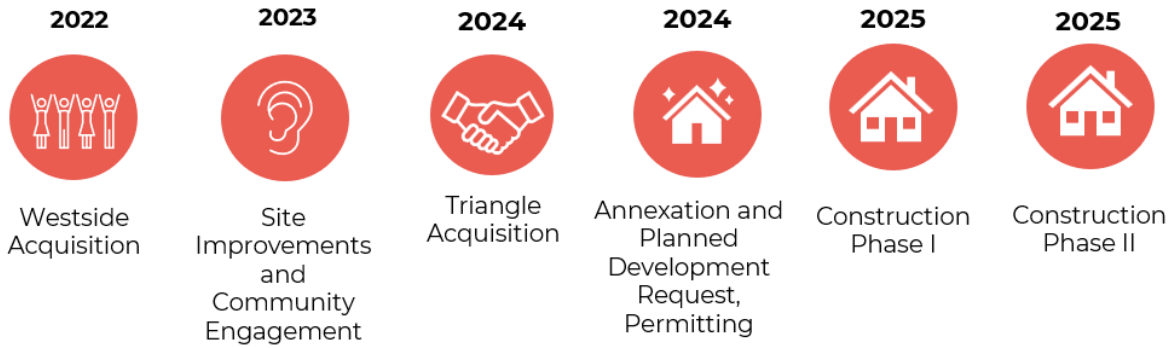 2022
Westside
Acquisition
2023
Site
Improvements
and
Community
Engagement
2024
Triangle
Acquisition
2024
Annexation and
Planned
Development
Request,
Permitting
2025
Construction
Phase I
2025
Construction
Phase II